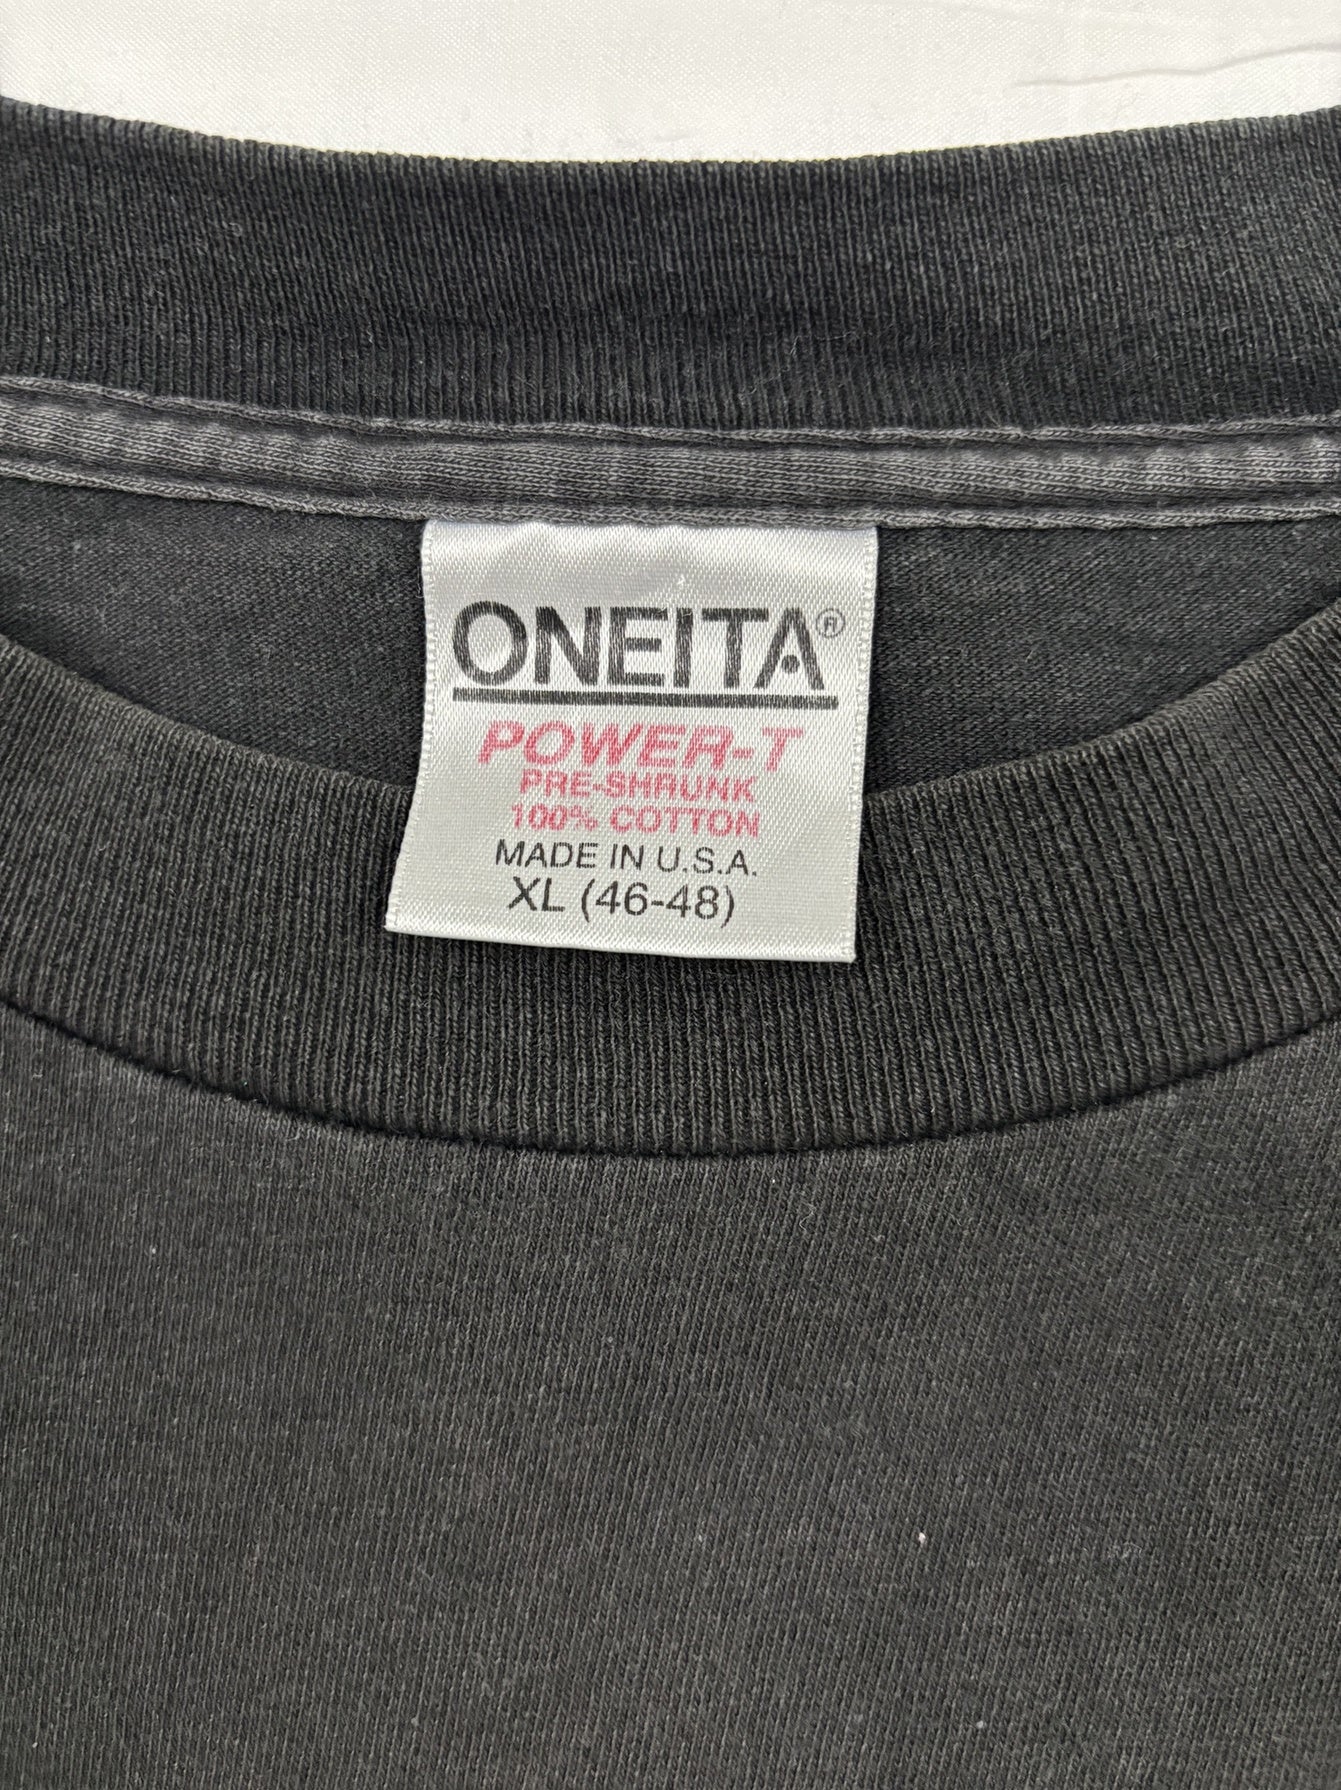 ONEITA®
POWER-T
PRE-SHRUNK
100% COTTON
MADE IN U.S.A.
XL (46-48)